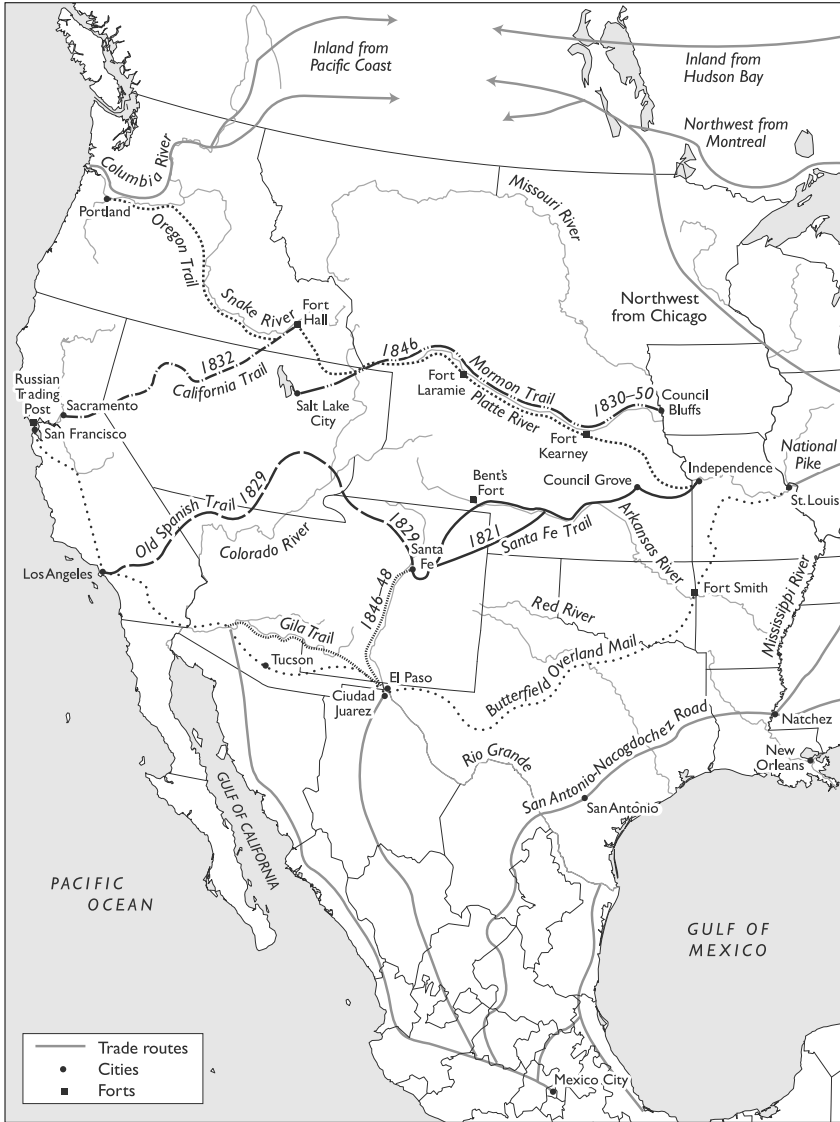 Inland from
Pacific Coast
Inland from
Hudson Bay
Northwest from
Montreal
Columbia River
Portland
Oregon Trail
Missouri River
Snake River
Fort
Hall
Northwest
from Chicago
1832
California Trail
1846
Mormon Trail
Fort
Laramie
Platte River
1830–50
Council
Bluffs
Russian
Trading
Post
Sacramento
San Francisco
Salt Lake
City
Fort
Kearney
National
Pike
Old Spanish Trail
1829
Bent's
Fort
Council Grove
Independence
St. Louis
Colorado River
1829
Santa
Fe
1821
Santa Fe Trail
Arkansas River
Los Angeles
Fort Smith
Mississippi River
1846–48
Red River
Gila Trail
Tucson
El Paso
Ciudad
Juarez
Butterfield Overland Mail
Natchez
New
Orleans
Rio Grande
San Antonio-Nacogdochez Road
San Antonio
GULF OF CALIFORNIA
PACIFIC
OCEAN
GULF OF
MEXICO
Trade routes
Cities
Forts
Mexico City